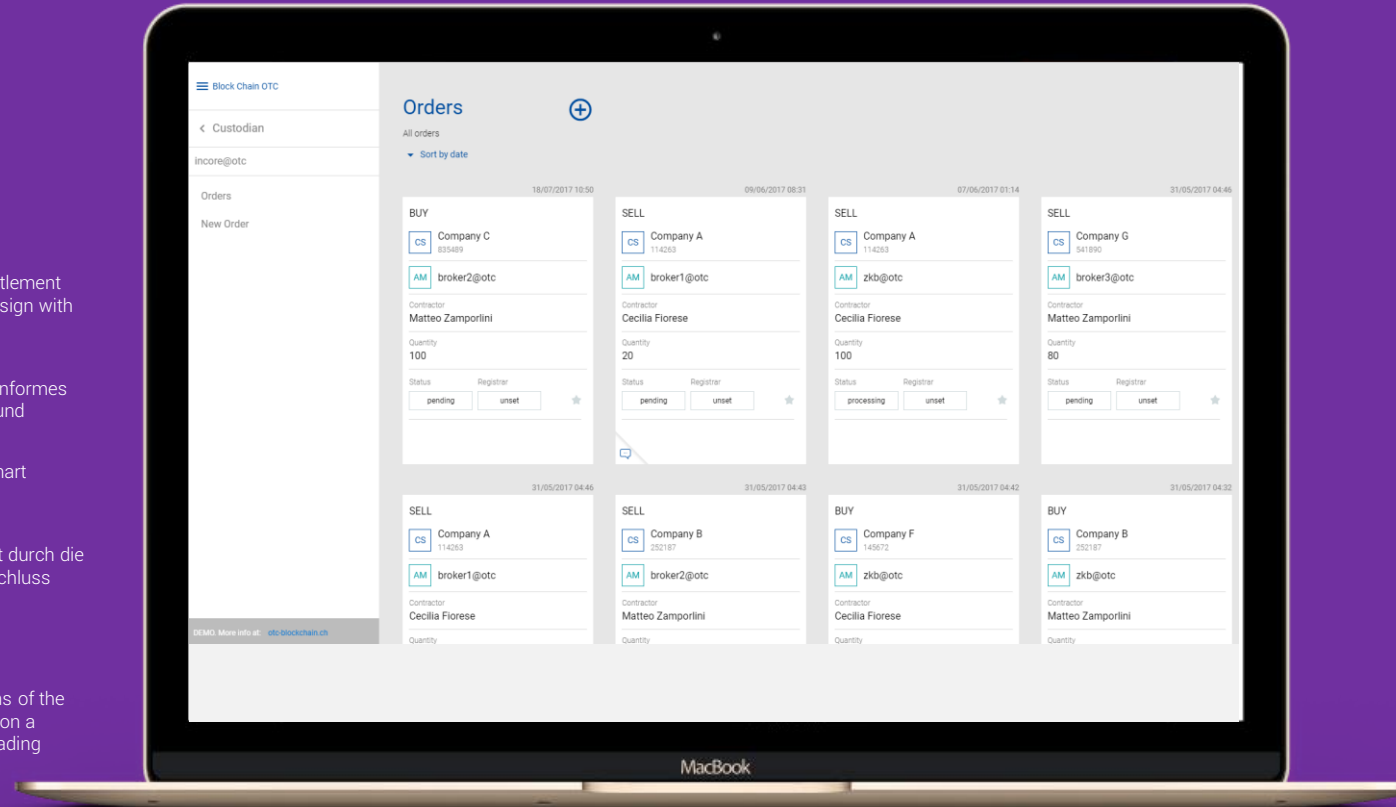 tlement
sign with
nformes
und
nart
t durch die
chluss
ns of the
on a
ading
Block Chain OTC
Custodian
incore@otc
Orders
New Order
DEMO. More info at: otc-blockchain.ch
Orders
All orders
Sort by date
18/07/2017 10:50
BUY
CS Company C
835489
AM broker2@otc
Contractor
Matteo Zamporlini
Quantity
100
Status Registrar
pending unset
09/06/2017 08:31
SELL
CS Company A
114263
AM broker1@otc
Contractor
Cecilia Fiorese
Quantity
20
Status Registrar
pending unset
07/06/2017 01:14
SELL
CS Company A
114263
AM zkb@otc
Contractor
Cecilia Fiorese
Quantity
100
Status Registrar
processing unset
31/05/2017 04:46
SELL
CS Company G
541890
AM broker3@otc
Contractor
Matteo Zamporlini
Quantity
80
Status Registrar
pending unset
31/05/2017 04:46
SELL
CS Company A
114263
AM broker1@otc
Contractor
Cecilia Fiorese
Quantity
31/05/2017 04:43
SELL
CS Company B
252187
AM broker2@otc
Contractor
Matteo Zamporlini
Quantity
31/05/2017 04:42
BUY
CS Company F
145672
AM zkb@otc
Contractor
Cecilia Fiorese
Quantity
31/05/2017 04:32
BUY
CS Company B
252187
AM zkb@otc
Contractor
Matteo Zamporlini
Quantity
MacBook